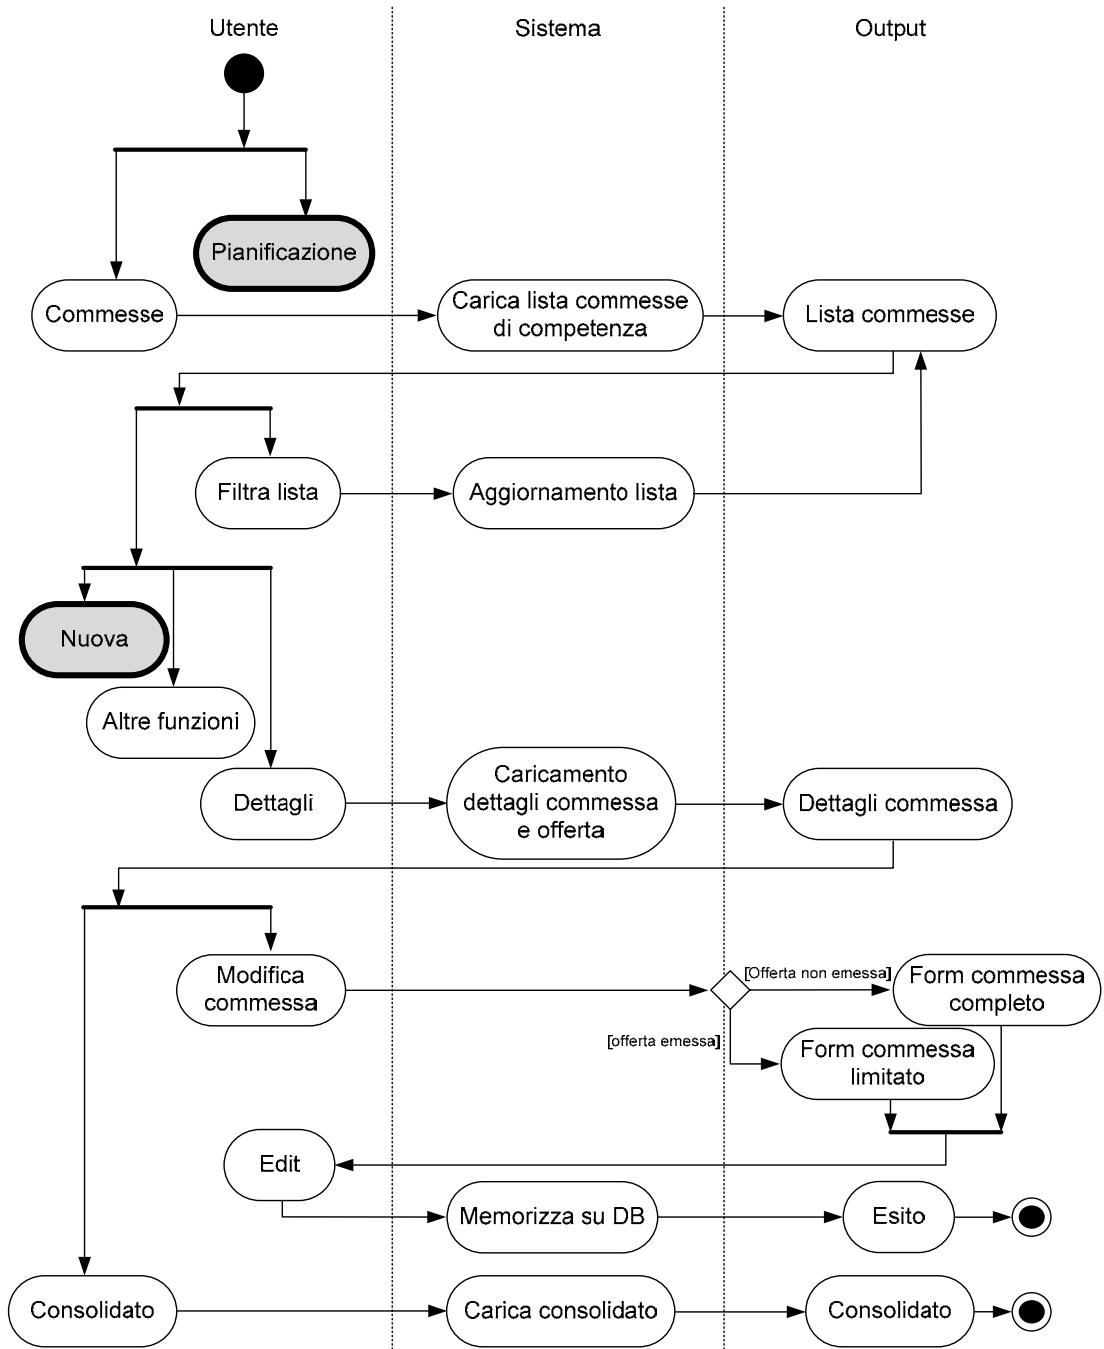 Utente
Sistema
Output
Pianificazione
Commesse
Carica lista commesse
di competenza
Lista commesse
Filtra lista
Aggiornamento lista
Nuova
Altre funzioni
Dettagli
Caricamento
dettagli commessa
e offerta
Dettagli commessa
Modifica
commessa
[Offerta non emessa]
Form commessa
completo
[offerta emessa]
Form commessa
limitato
Edit
Memorizza su DB
Esito
Consolidato
Carica consolidato
Consolidato